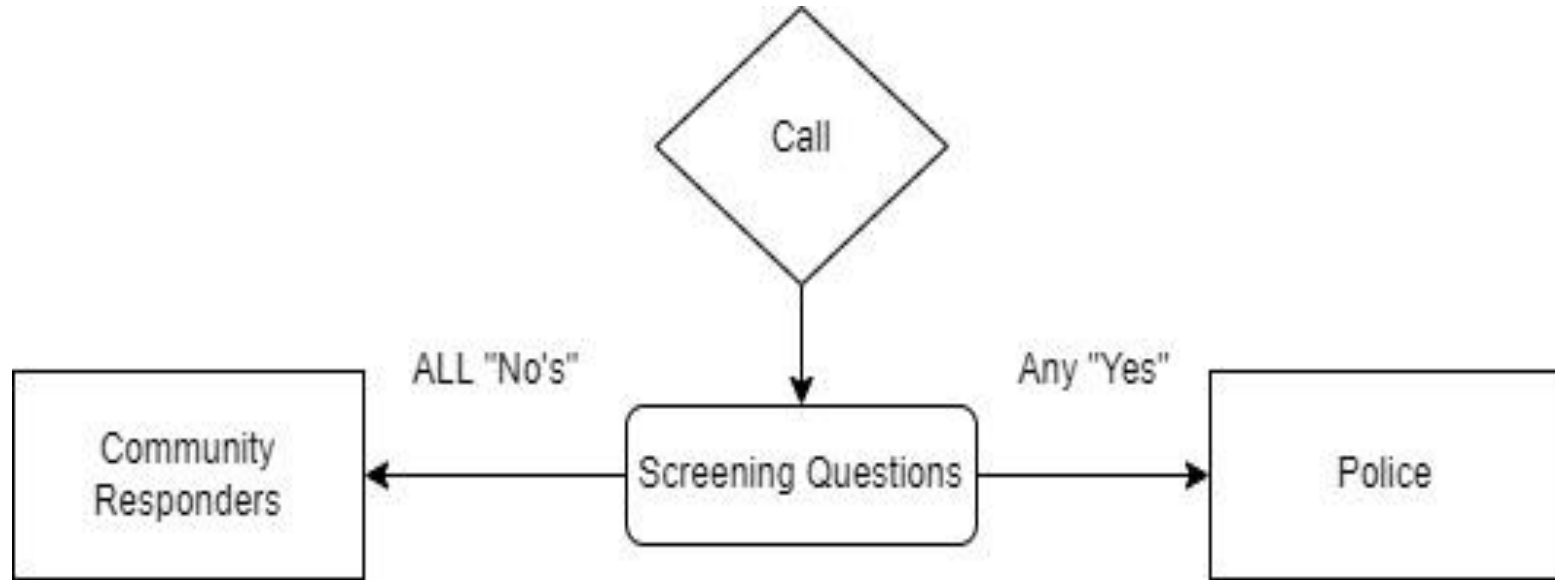 Call
ALL "No's"
Any "Yes"
Community
Responders
Screening Questions
Police